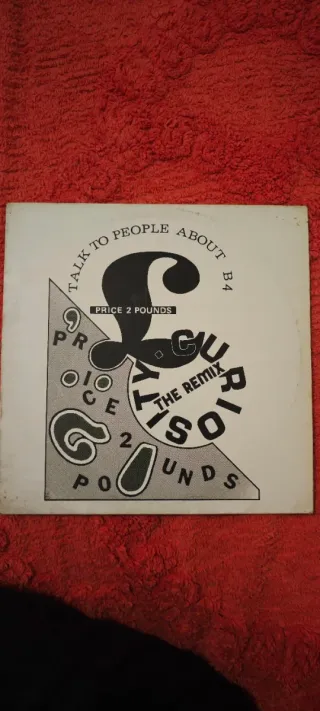 TALK TO PEOPLE ABOUT B4
£
PRICE 2 POUNDS
CURIOSITY
THE REMIX
PRICE
2
POUNDS